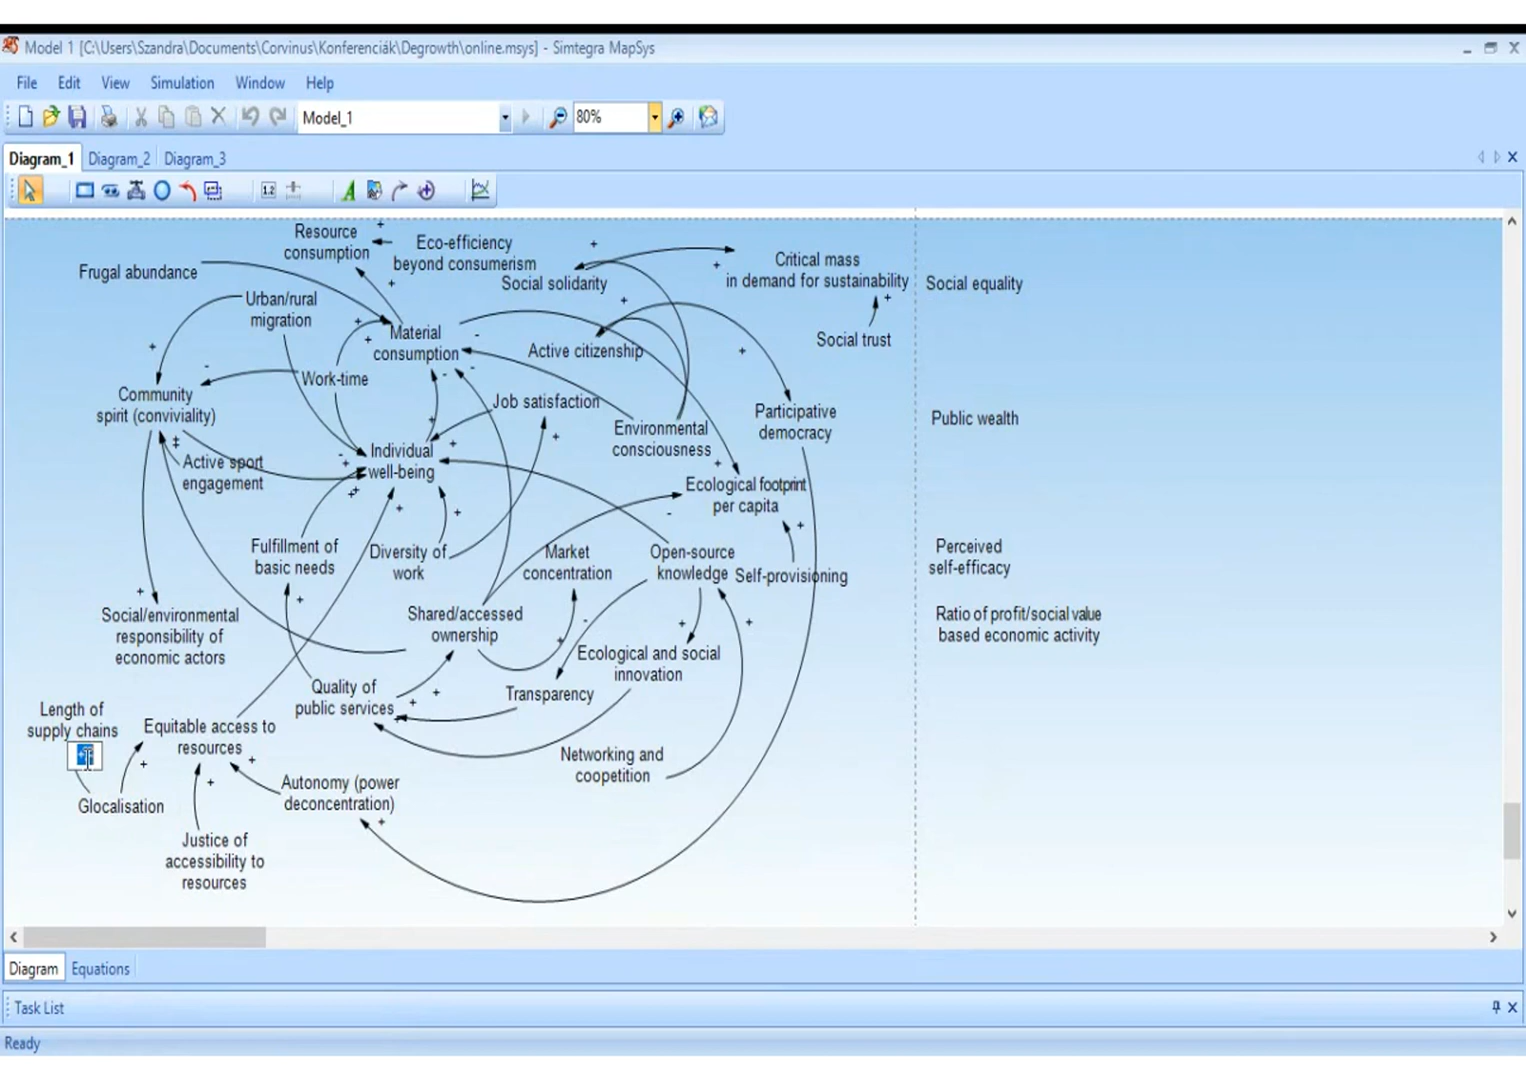 Model 1 [C:\Users\Szandra\Documents\Corvinus\Konferenciák\Degrowth\online.msys] - Simtegra MapSys
File Edit View Simulation Window Help
Model_1 80%
Diagram_1 Diagram_2 Diagram_3
1.2 A
Resource
consumption
Eco-efficiency
beyond consumerism
Frugal abundance
Social solidarity
Critical mass
in demand for sustainability
Social equality
Urban/rural
migration
Material
consumption
Active citizenship
Social trust
Work-time
Community
spirit (conviviality)
Job satisfaction
Environmental
consciousness
Participative
democracy
Public wealth
Individual
well-being
Active sport
engagement
Ecological footprint
per capita
Fulfillment of
basic needs
Diversity of
work
Market
concentration
Open-source
knowledge
Self-provisioning
Perceived
self-efficacy
Social/environmental
responsibility of
economic actors
Shared/accessed
ownership
Ecological and social
innovation
Ratio of profit/social value
based economic activity
Quality of
public services
Transparency
Length of
supply chains
Equitable access to
resources
Networking and
coopetition
Autonomy (power
deconcentration)
Glocalisation
Justice of
accessibility to
resources
Diagram Equations
Task List
Ready